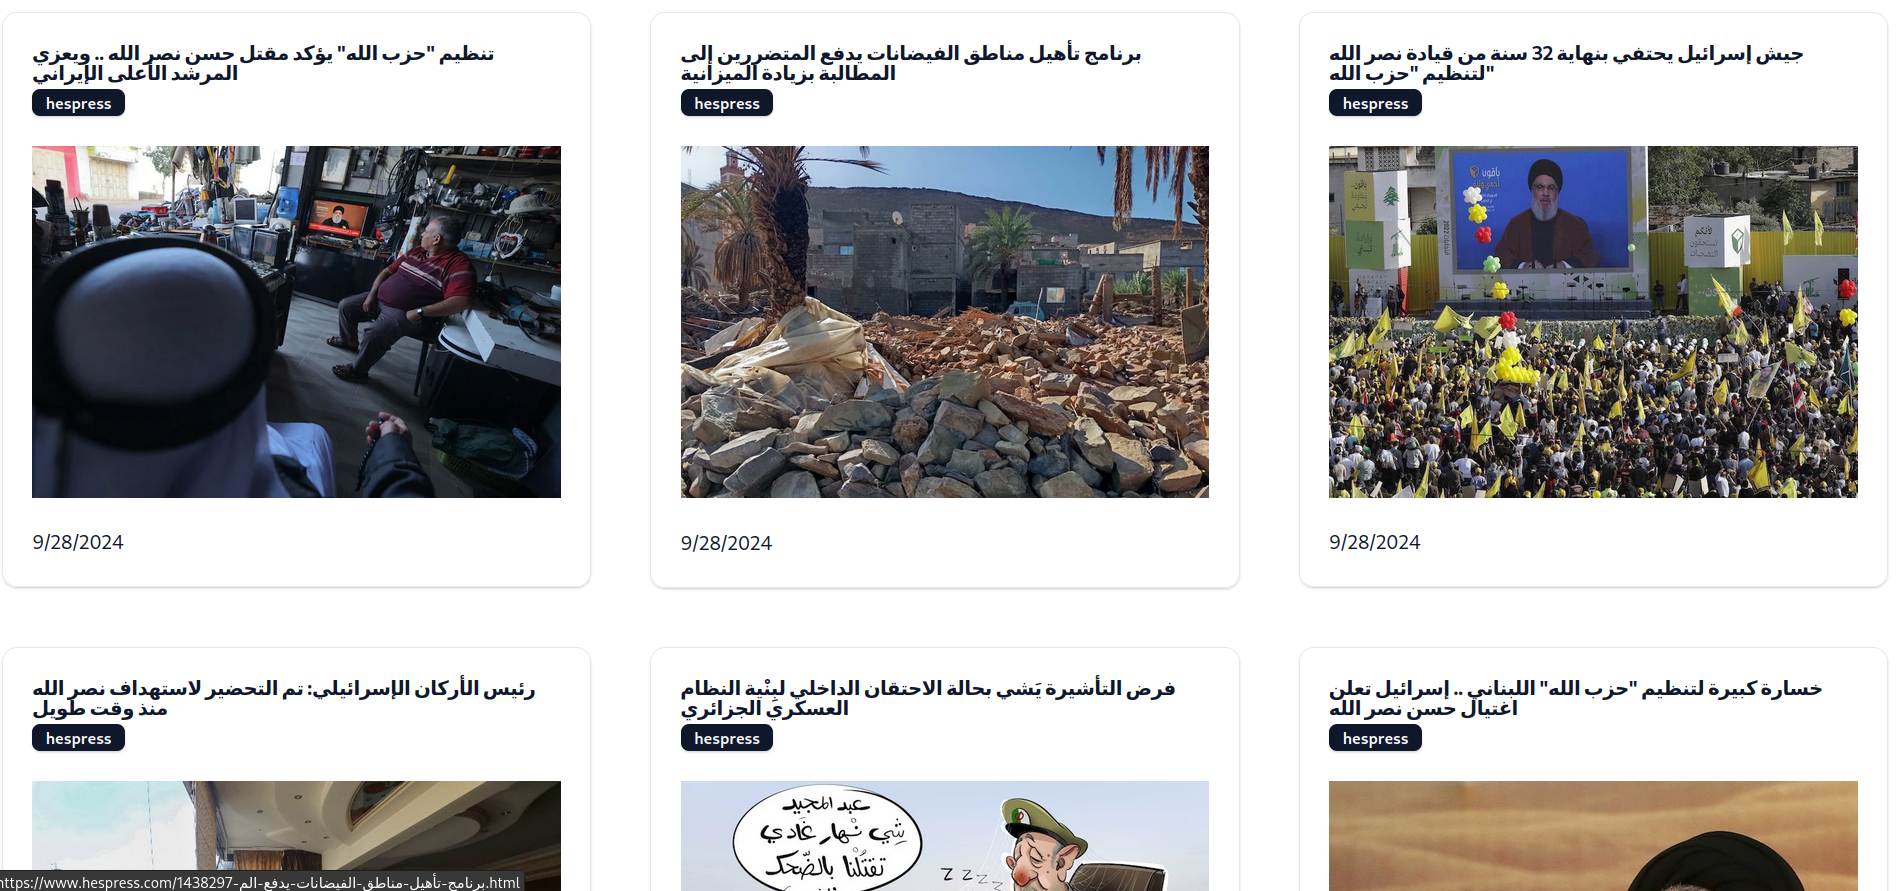 تنظيم "حزب الله" يؤكد مقتل حسن نصر الله .. ويعزي
المرشد الأعلى الإيراني
hespress
9/28/2024
برنامج تأهيل مناطق الفيضانات يدفع المتضررين إلى
المطالبة بزيادة الميزانية
hespress
9/28/2024
جيش إسرائيل يحتفي بنهاية 32 سنة من قيادة نصر الله
لتنظيم "حزب الله"
hespress
باقون
لأنكم
تستحقون
التضحيات
9/28/2024
رئيس الأركان الإسرائيلي: تم التحضير لاستهداف نصر الله
منذ وقت طويل
hespress
فرض التأشيرة يَشي بحالة الاحتقان الداخلي لبِنْية النظام
العسكري الجزائري
hespress
عبد المجيد
شي نهار غادي
تقتلنا بالضحك
Z Z Z Z
خسارة كبيرة لتنظيم "حزب الله" اللبناني .. إسرائيل تعلن
اغتيال حسن نصر الله
hespress
ttps://www.hespress.com/برنامج-تأهيل-مناطق-الفيضانات-يدفع-الم-1438297.html